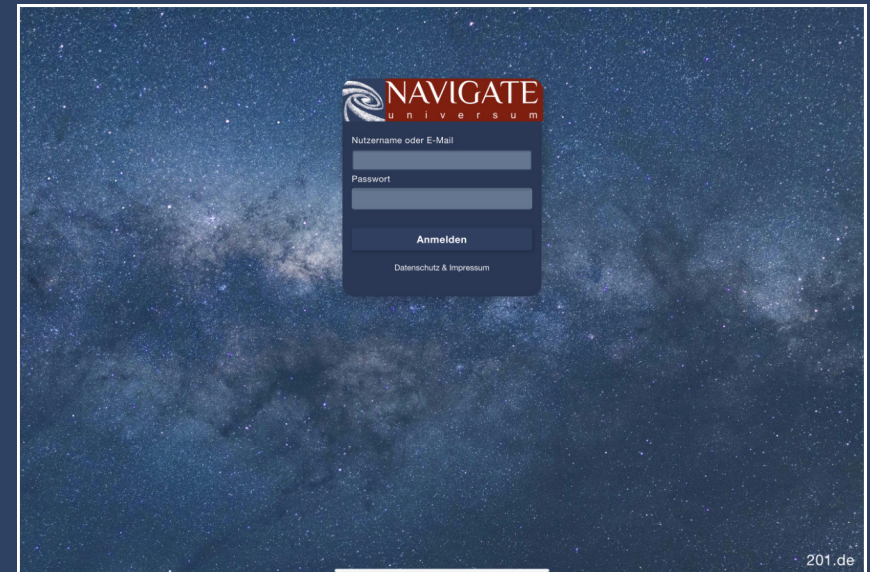 NAVIGATE
universum
Nutzername oder E-Mail
Passwort
Anmelden
Datenschutz & Impressum
201.de